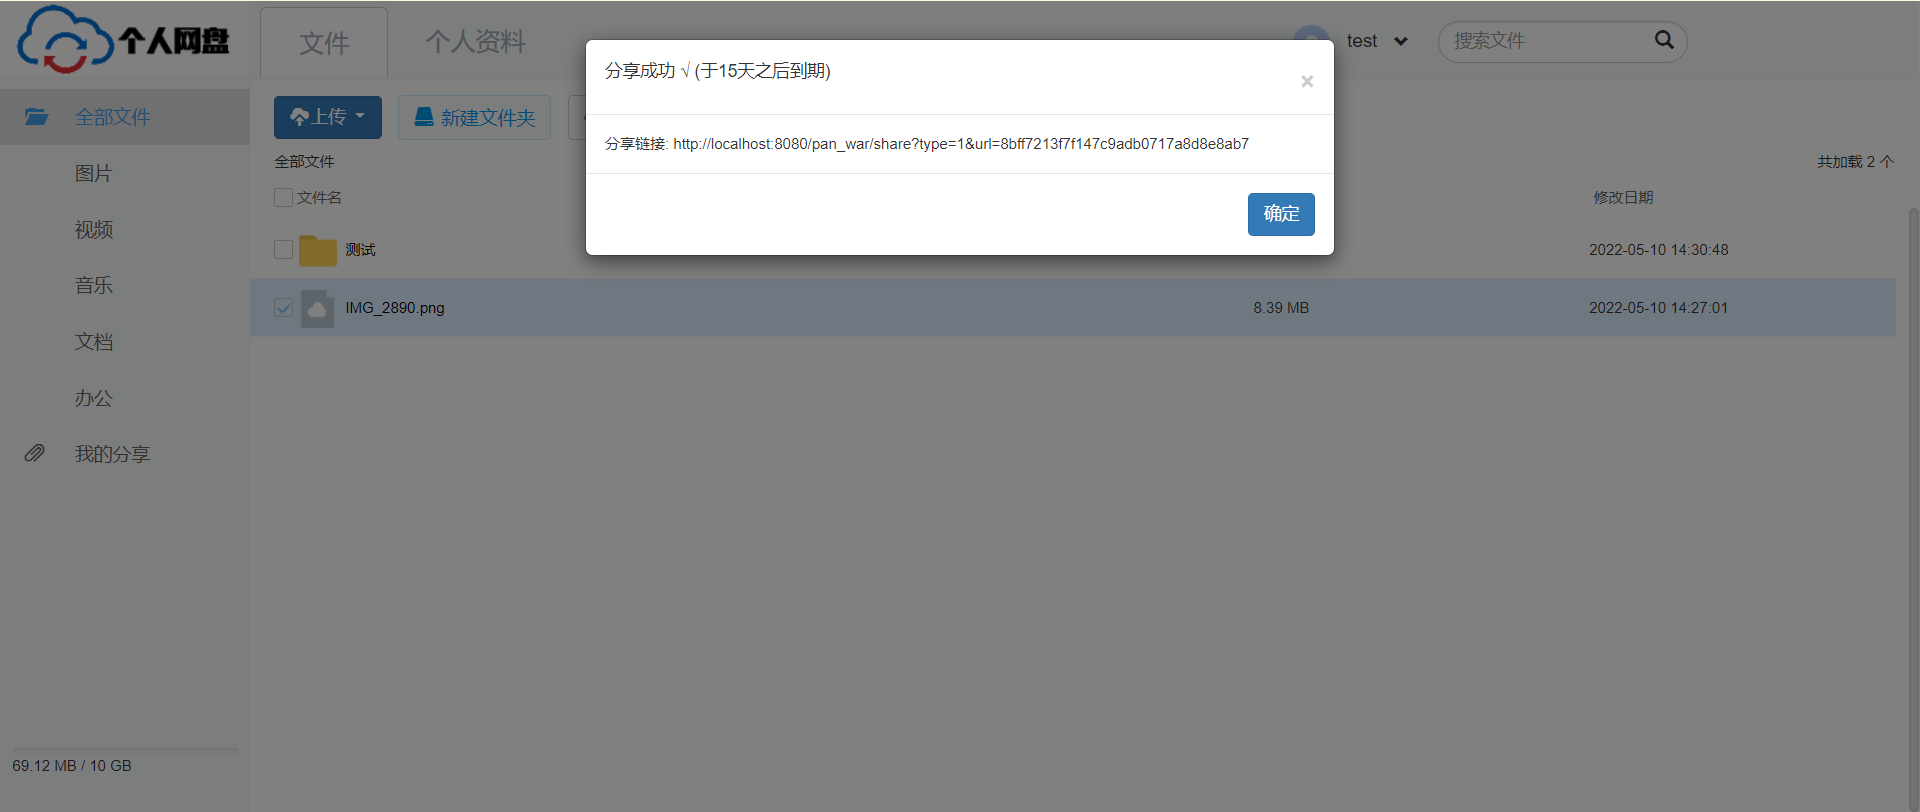 个人网盘
文件
个人资料
test
搜索文件
分享成功 √ (于15天之后到期)
×
分享链接: http://localhost:8080/pan_war/share?type=1&url=8bff7213f7f147c9adb0717a8d8e8ab7
确定
上传
新建文件夹
全部文件
共加载 2 个
文件名
修改日期
测试
2022-05-10 14:30:48
IMG_2890.png
8.39 MB
2022-05-10 14:27:01
全部文件
图片
视频
音乐
文档
办公
我的分享
69.12 MB / 10 GB